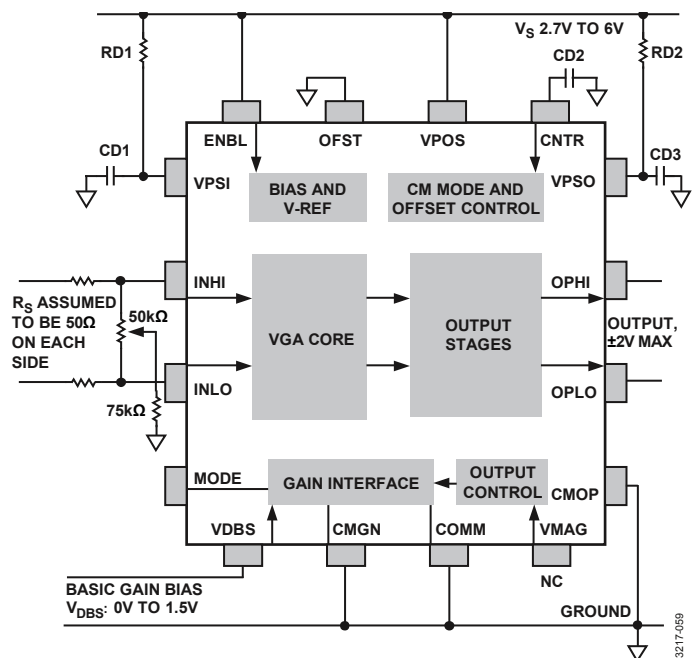 V_S 2.7V TO 6V
RD1
RD2
CD2
ENBL
OFST
VPOS
CNTR
CD1
CD3
VPSI
VPSO
BIAS AND
V-REF
CM MODE AND
OFFSET CONTROL
INHI
OPHI
R_S ASSUMED
TO BE 50Ω
ON EACH
SIDE
50kΩ
VGA CORE
OUTPUT
STAGES
OUTPUT,
±2V MAX
INLO
OPLO
75kΩ
MODE
GAIN INTERFACE
OUTPUT
CONTROL
CMOP
VDBS
CMGN
COMM
VMAG
NC
BASIC GAIN BIAS
V_DBS: 0V TO 1.5V
GROUND
3217-059